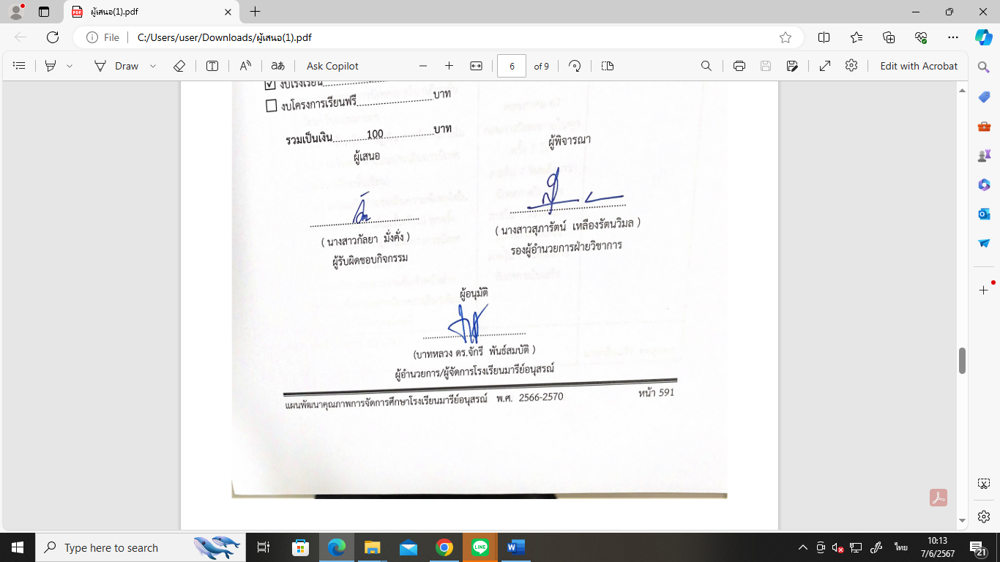 ผู้เสนอ(1).pdf
File C:/Users/user/Downloads/ผู้เสนอ(1).pdf
Draw Ask Copilot 6 of 9 Edit with Acrobat
งบโรงเรียน
งบโครงการเรียนฟรี บาท
รวมเป็นเงิน 100 บาท
ผู้เสนอ
ผู้พิจารณา
( นางสาวกัลยา มั่งคั่ง )
ผู้รับผิดชอบกิจกรรม
( นางสาวสุภารัตน์ เหลืองรัตนวิมล )
รองผู้อำนวยการฝ่ายวิชาการ
ผู้อนุมัติ
(บาทหลวง ดร.จักรี พันธ์สมบัติ )
ผู้อำนวยการ/ผู้จัดการโรงเรียนมารีย์อนุสรณ์
แผนพัฒนาคุณภาพการจัดการศึกษาโรงเรียนมารีย์อนุสรณ์ พ.ศ. 2566-2570 หน้า 591
Type here to search
ไทย
10:13
7/6/2567
21